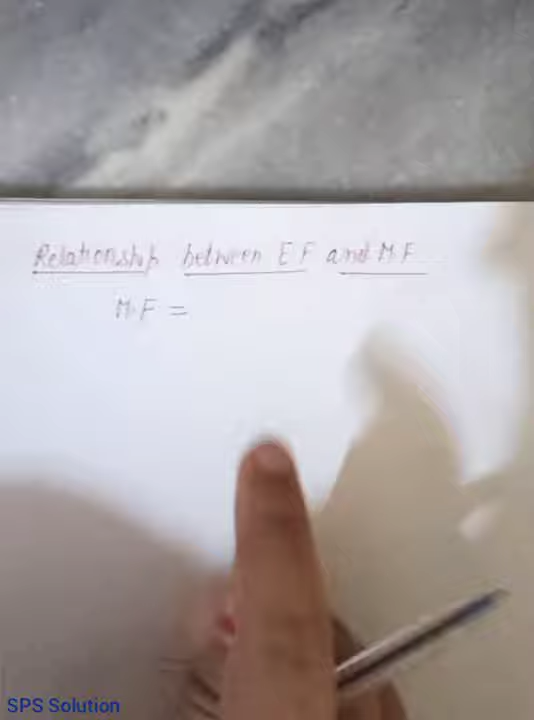 Relationship between E F and M.F
M.F =
SPS Solution